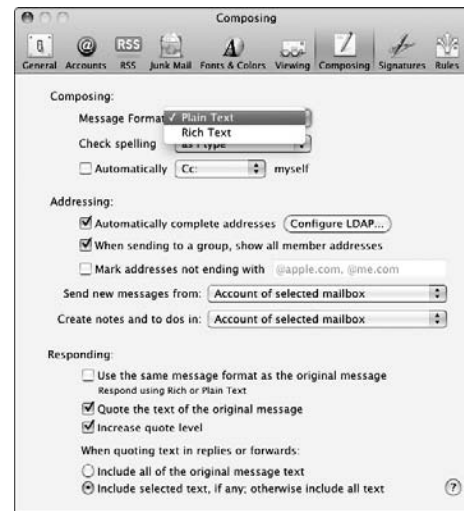 Composing
General Accounts RSS Junk Mail Fonts & Colors Viewing Composing Signatures Rules
Composing:
Message Format ✓ Plain Text
Rich Text
Check spelling as I type
Automatically Cc: myself
Addressing:
Automatically complete addresses Configure LDAP...
When sending to a group, show all member addresses
Mark addresses not ending with @apple.com, @me.com
Send new messages from: Account of selected mailbox
Create notes and to dos in: Account of selected mailbox
Responding:
Use the same message format as the original message
Respond using Rich or Plain Text
Quote the text of the original message
Increase quote level
When quoting text in replies or forwards:
Include all of the original message text
Include selected text, if any; otherwise include all text ?